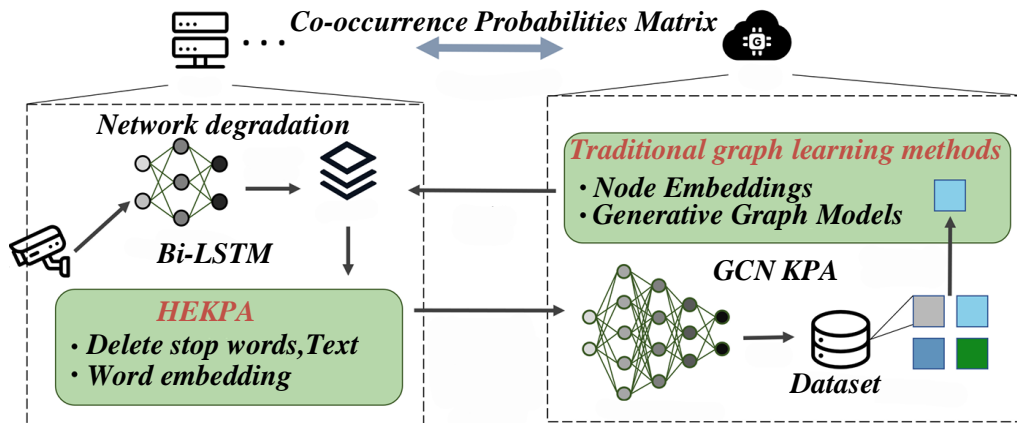 Co-occurrence Probabilities Matrix
G
Network degradation
Bi-LSTM
HEKPA
· Delete stop words,Text
· Word embedding
Traditional graph learning methods
· Node Embeddings
· Generative Graph Models
GCN KPA
Dataset